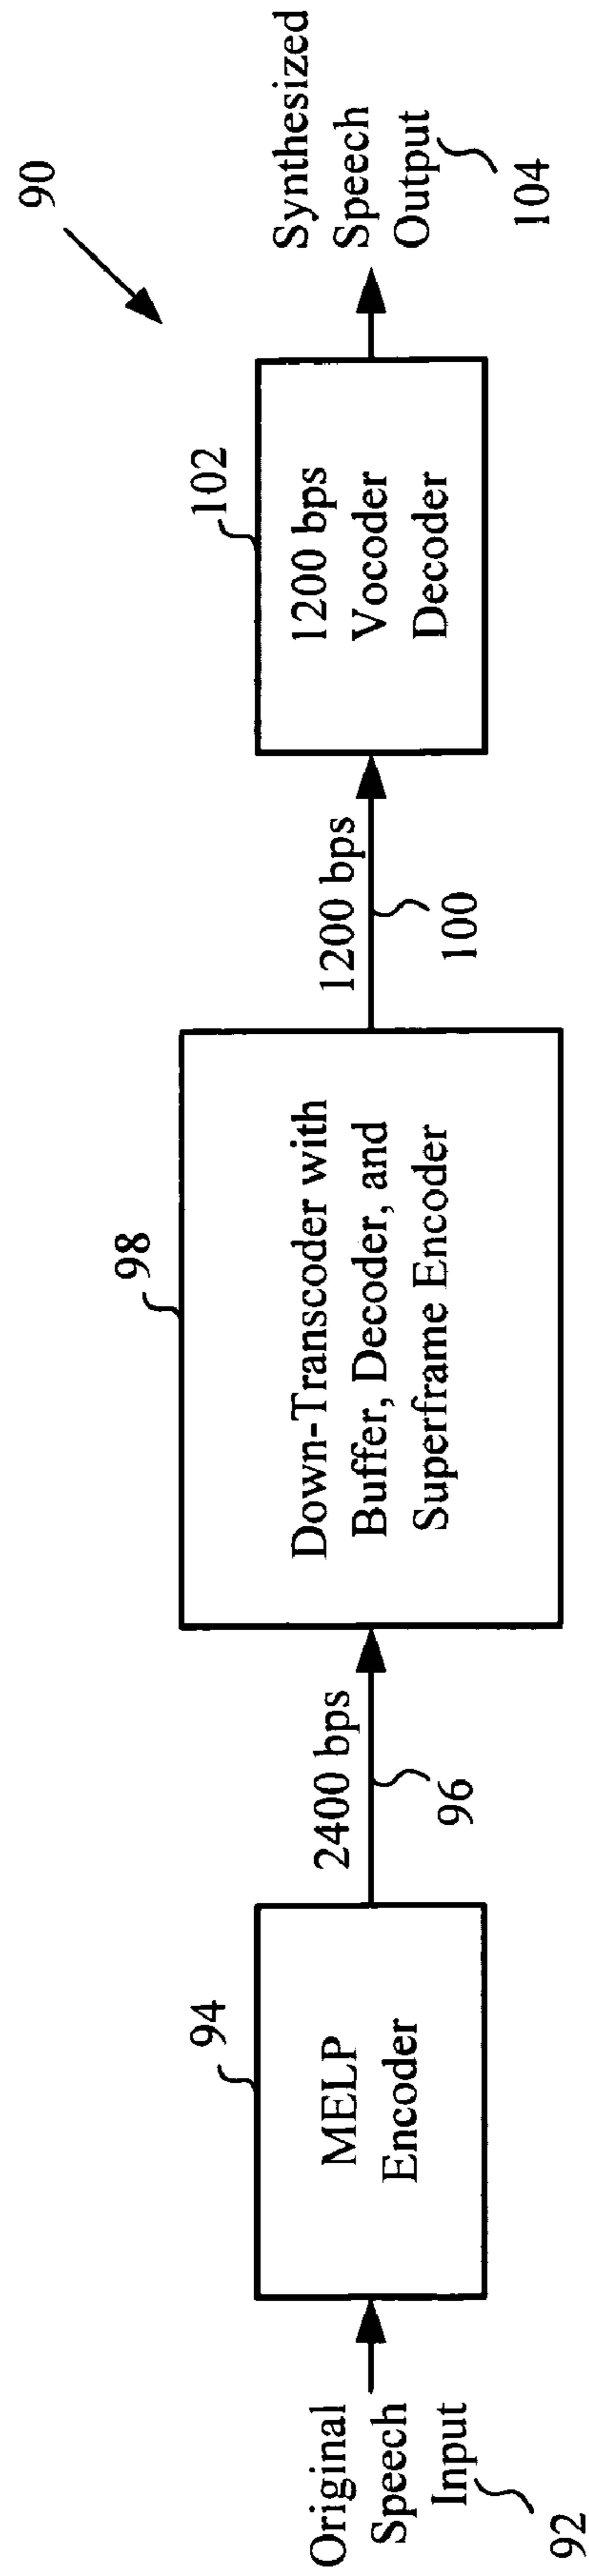 90
Original
Speech
Input
92
94
MELP
Encoder
2400 bps
96
98
Down-Transcoder with
Buffer, Decoder, and
Superframe Encoder
1200 bps
100
102
1200 bps
Vocoder
Decoder
Synthesized
Speech
Output
104